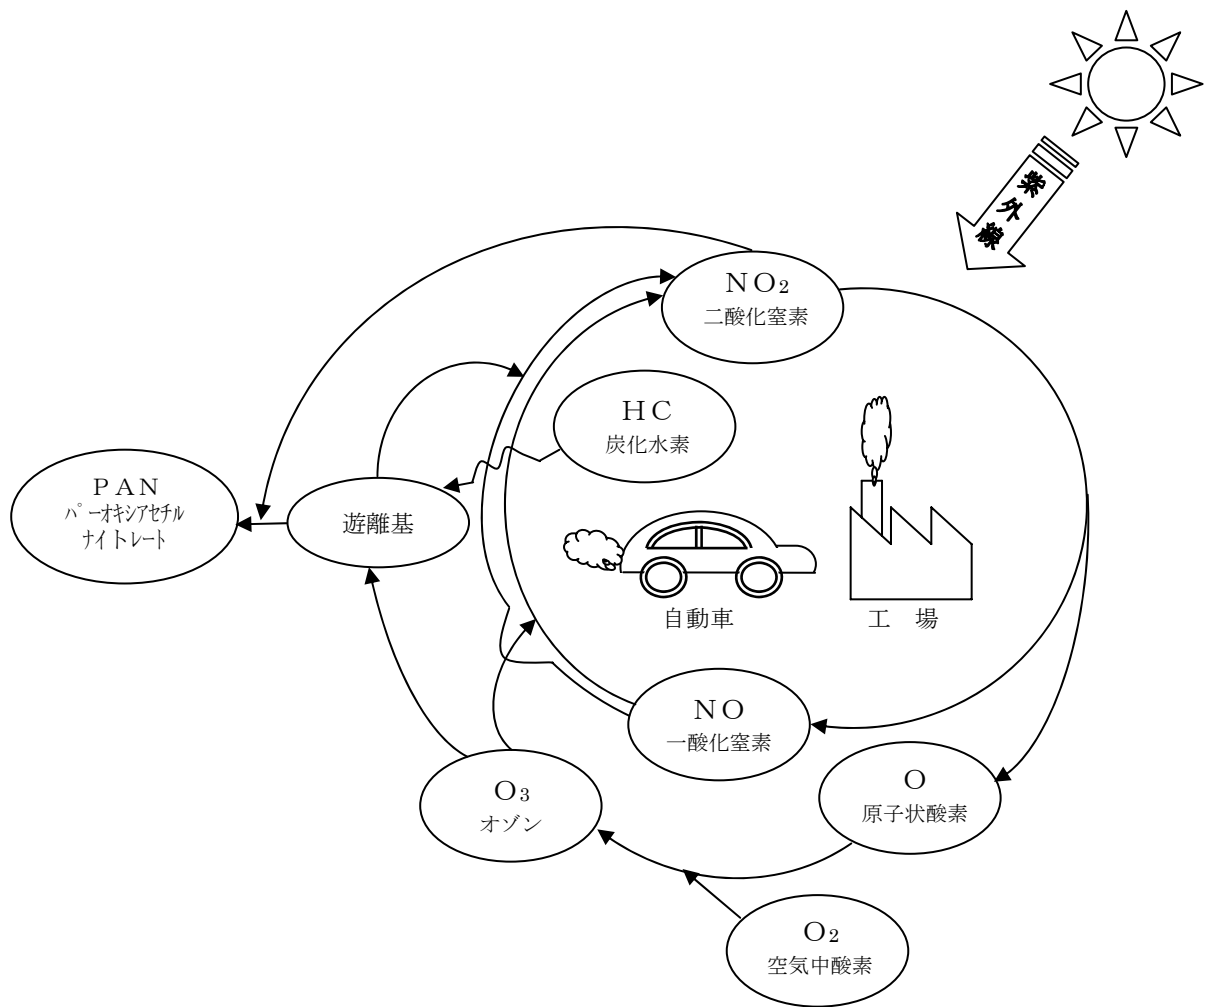 紫外線
NO₂
二酸化窒素
HC
炭化水素
PAN
パーオキシアセチル
ナイトレート
遊離基
自動車
工 場
NO
一酸化窒素
O₃
オゾン
O
原子状酸素
O₂
空気中酸素